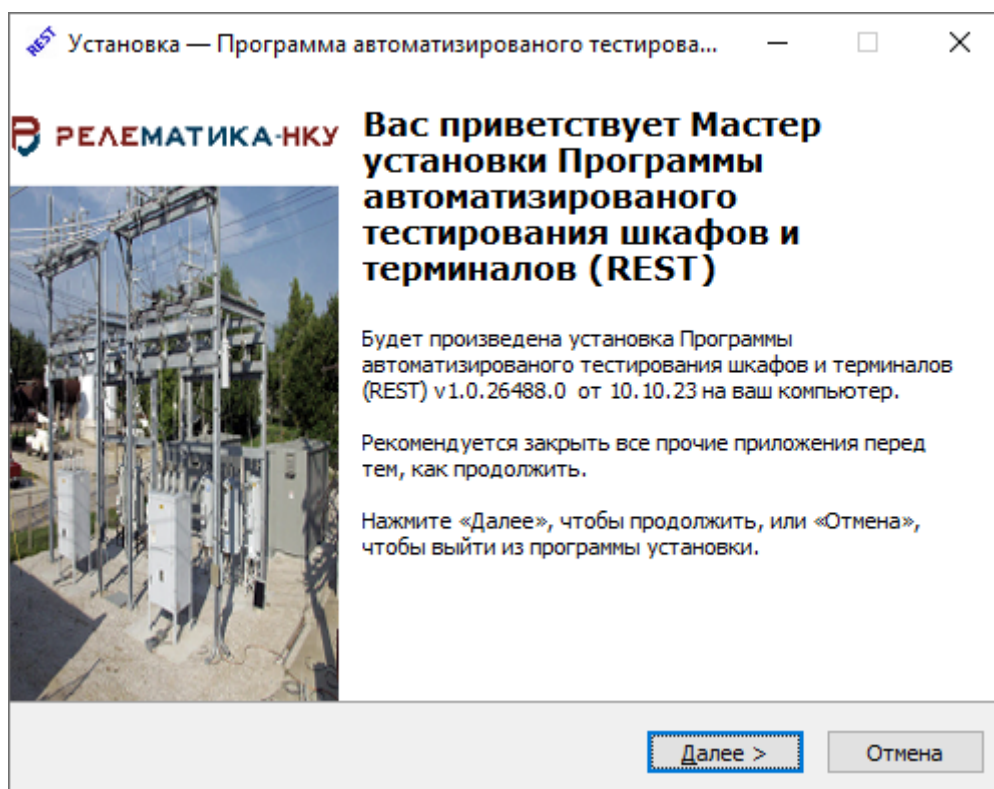 REST Установка — Программа автоматизированого тестирова...
РЕЛЕМАТИКА-НКУ
Вас приветствует Мастер
установки Программы
автоматизированого
тестирования шкафов и
терминалов (REST)
Будет произведена установка Программы
автоматизированого тестирования шкафов и терминалов
(REST) v1.0.26488.0 от 10.10.23 на ваш компьютер.
Рекомендуется закрыть все прочие приложения перед
тем, как продолжить.
Нажмите «Далее», чтобы продолжить, или «Отмена»,
чтобы выйти из программы установки.
Далее >
Отмена